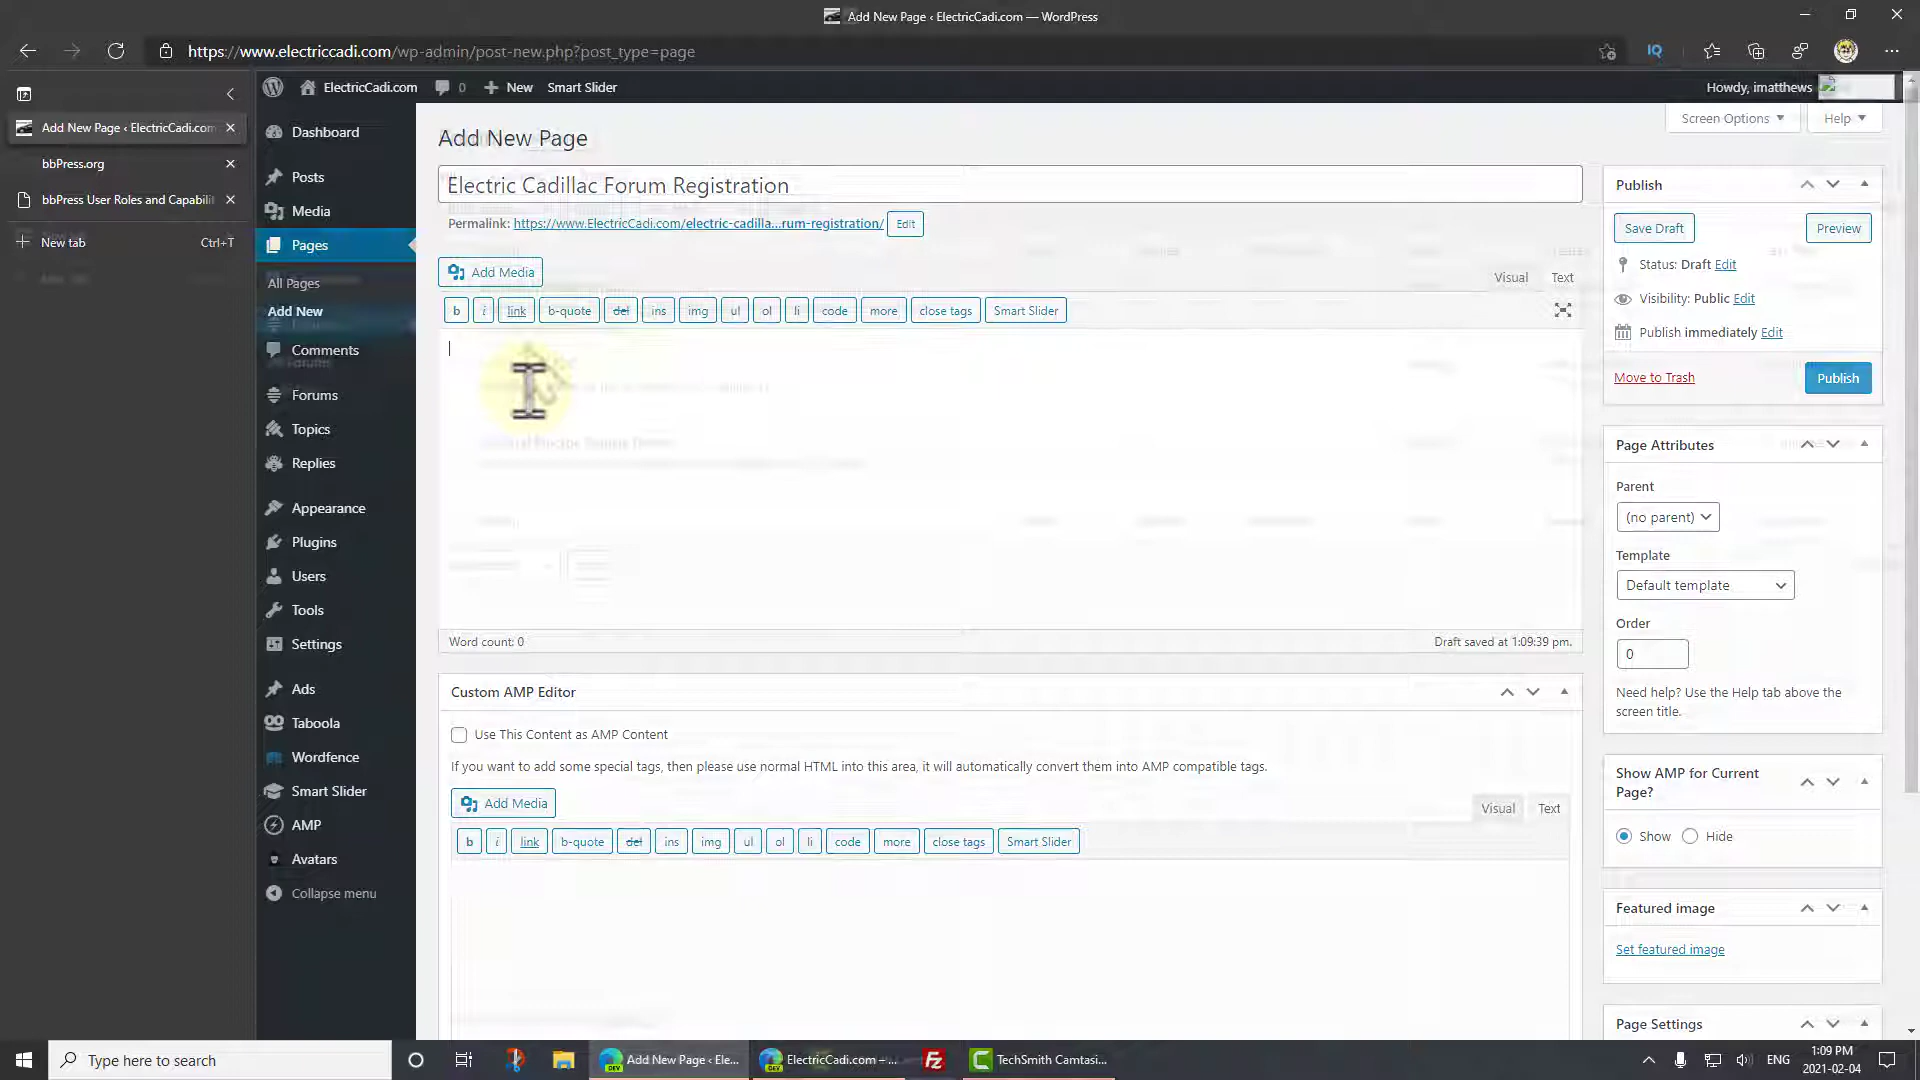 Add New Page ‹ ElectricCadi.com — WordPress
https://www.electriccadi.com/wp-admin/post-new.php?post_type=page
ElectricCadi.com 0 New Smart Slider Howdy, imatthews
Add New Page ‹ ElectricCadi.com
bbPress.org
bbPress User Roles and Capabilit
New tab Ctrl+T
Dashboard
Posts
Media
Pages
All Pages
Add New
Comments
Forums
Topics
Replies
Appearance
Plugins
Users
Tools
Settings
Ads
Taboola
Wordfence
Smart Slider
AMP
Avatars
Collapse menu
Screen Options Help
Add New Page
Electric Cadillac Forum Registration
Permalink: https://www.ElectricCadi.com/electric-cadilla...rum-registration/ Edit
Add Media Visual Text
b i link b-quote del ins img ul ol li code more close tags Smart Slider
Word count: 0 Draft saved at 1:09:39 pm.
Custom AMP Editor
Use This Content as AMP Content
If you want to add some special tags, then please use normal HTML into this area, it will automatically convert them into AMP compatible tags.
Add Media Visual Text
b i link b-quote del ins img ul ol li code more close tags Smart Slider
Publish
Save Draft Preview
Status: Draft Edit
Visibility: Public Edit
Publish immediately Edit
Move to Trash Publish
Page Attributes
Parent
(no parent)
Template
Default template
Order
0
Need help? Use the Help tab above the
screen title.
Show AMP for Current
Page?
Show Hide
Featured image
Set featured image
Page Settings
Type here to search
Add New Page ‹ Ele...
ElectricCadi.com – ...
TechSmith Camtasi...
ENG
1:09 PM
2021-02-04